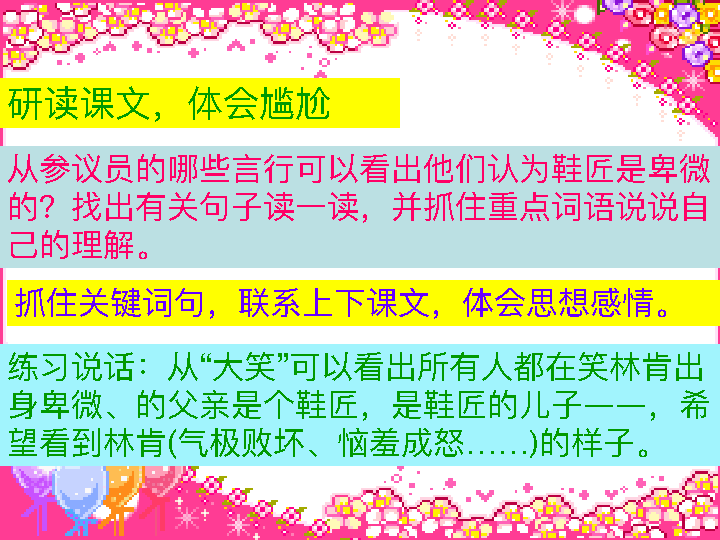 研读课文，体会尴尬
从参议员的哪些言行可以看出他们认为鞋匠是卑微
的？找出有关句子读一读，并抓住重点词语说说自
己的理解。
抓住关键词句，联系上下课文，体会思想感情。
练习说话：从“大笑”可以看出所有人都在笑林肯出
身卑微、的父亲是个鞋匠，是鞋匠的儿子——，希
望看到林肯(气极败坏、恼羞成怒……)的样子。